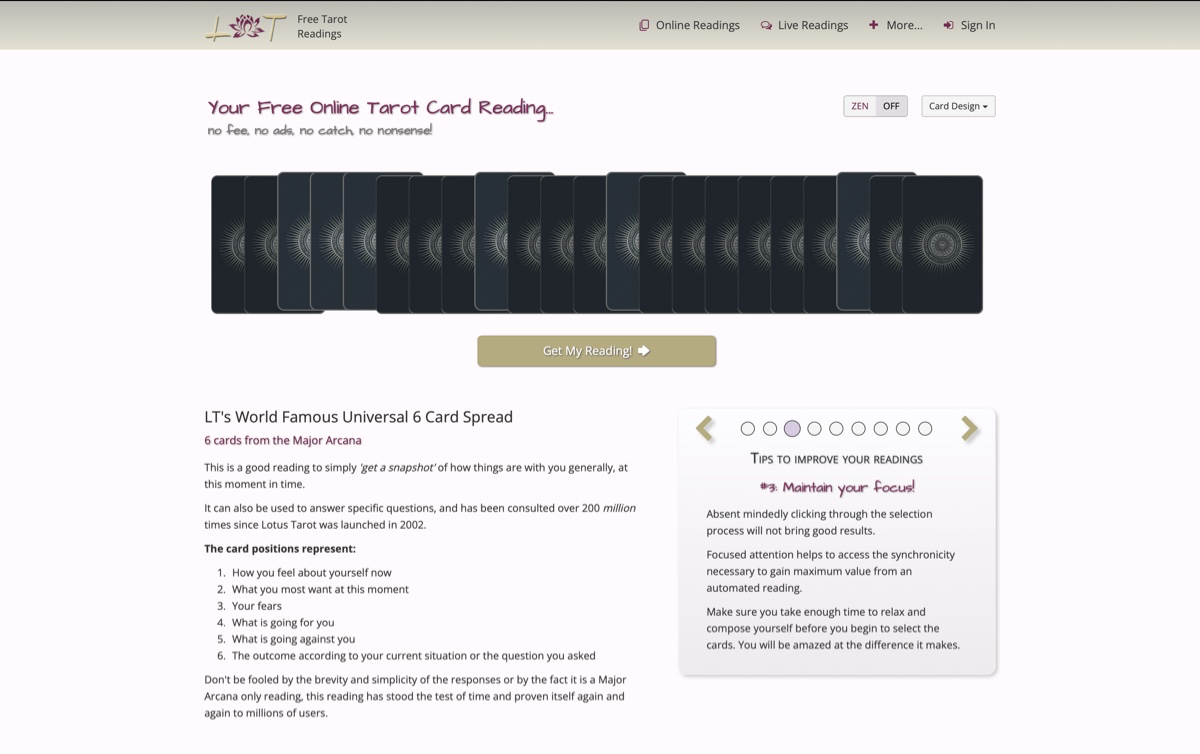 LT
Free Tarot
Readings
Online Readings
Live Readings
More...
Sign In
Your Free Online Tarot Card Reading...
no fee, no ads, no catch, no nonsense!
ZEN OFF
Card Design
Get My Reading!
LT's World Famous Universal 6 Card Spread
6 cards from the Major Arcana
This is a good reading to simply 'get a snapshot' of how things are with you generally, at
this moment in time.
It can also be used to answer specific questions, and has been consulted over 200 million
times since Lotus Tarot was launched in 2002.
The card positions represent:
1. How you feel about yourself now
2. What you most want at this moment
3. Your fears
4. What is going for you
5. What is going against you
6. The outcome according to your current situation or the question you asked
Don't be fooled by the brevity and simplicity of the responses or by the fact it is a Major
Arcana only reading, this reading has stood the test of time and proven itself again and
again to millions of users.
Tips to improve your readings
#3: Maintain your focus!
Absent mindedly clicking through the selection
process will not bring good results.
Focused attention helps to access the synchronicity
necessary to gain maximum value from an
automated reading.
Make sure you take enough time to relax and
compose yourself before you begin to select the
cards. You will be amazed at the difference it makes.